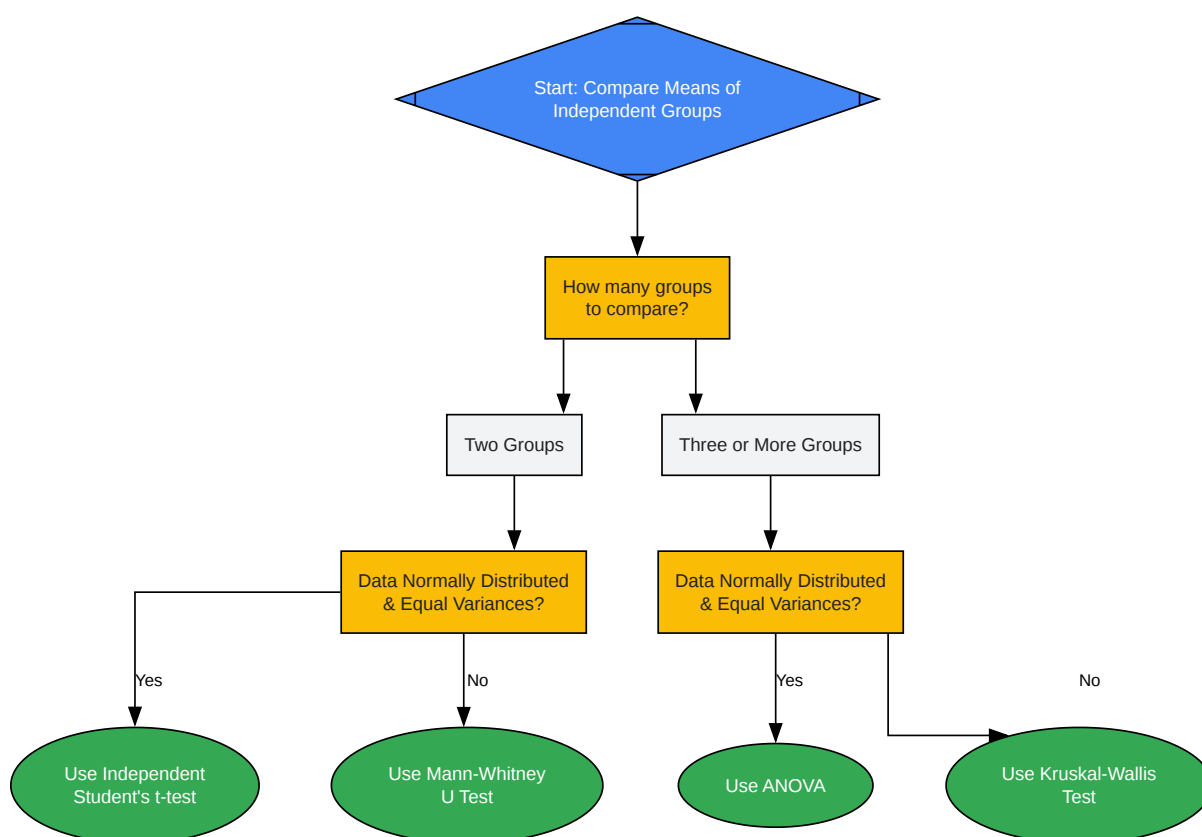 Start: Compare Means of
Independent Groups
How many groups
to compare?
Two Groups
Three or More Groups
Data Normally Distributed
& Equal Variances?
Data Normally Distributed
& Equal Variances?
Yes
No
Yes
No
Use Independent
Student's t-test
Use Mann-Whitney
U Test
Use ANOVA
Use Kruskal-Wallis
Test